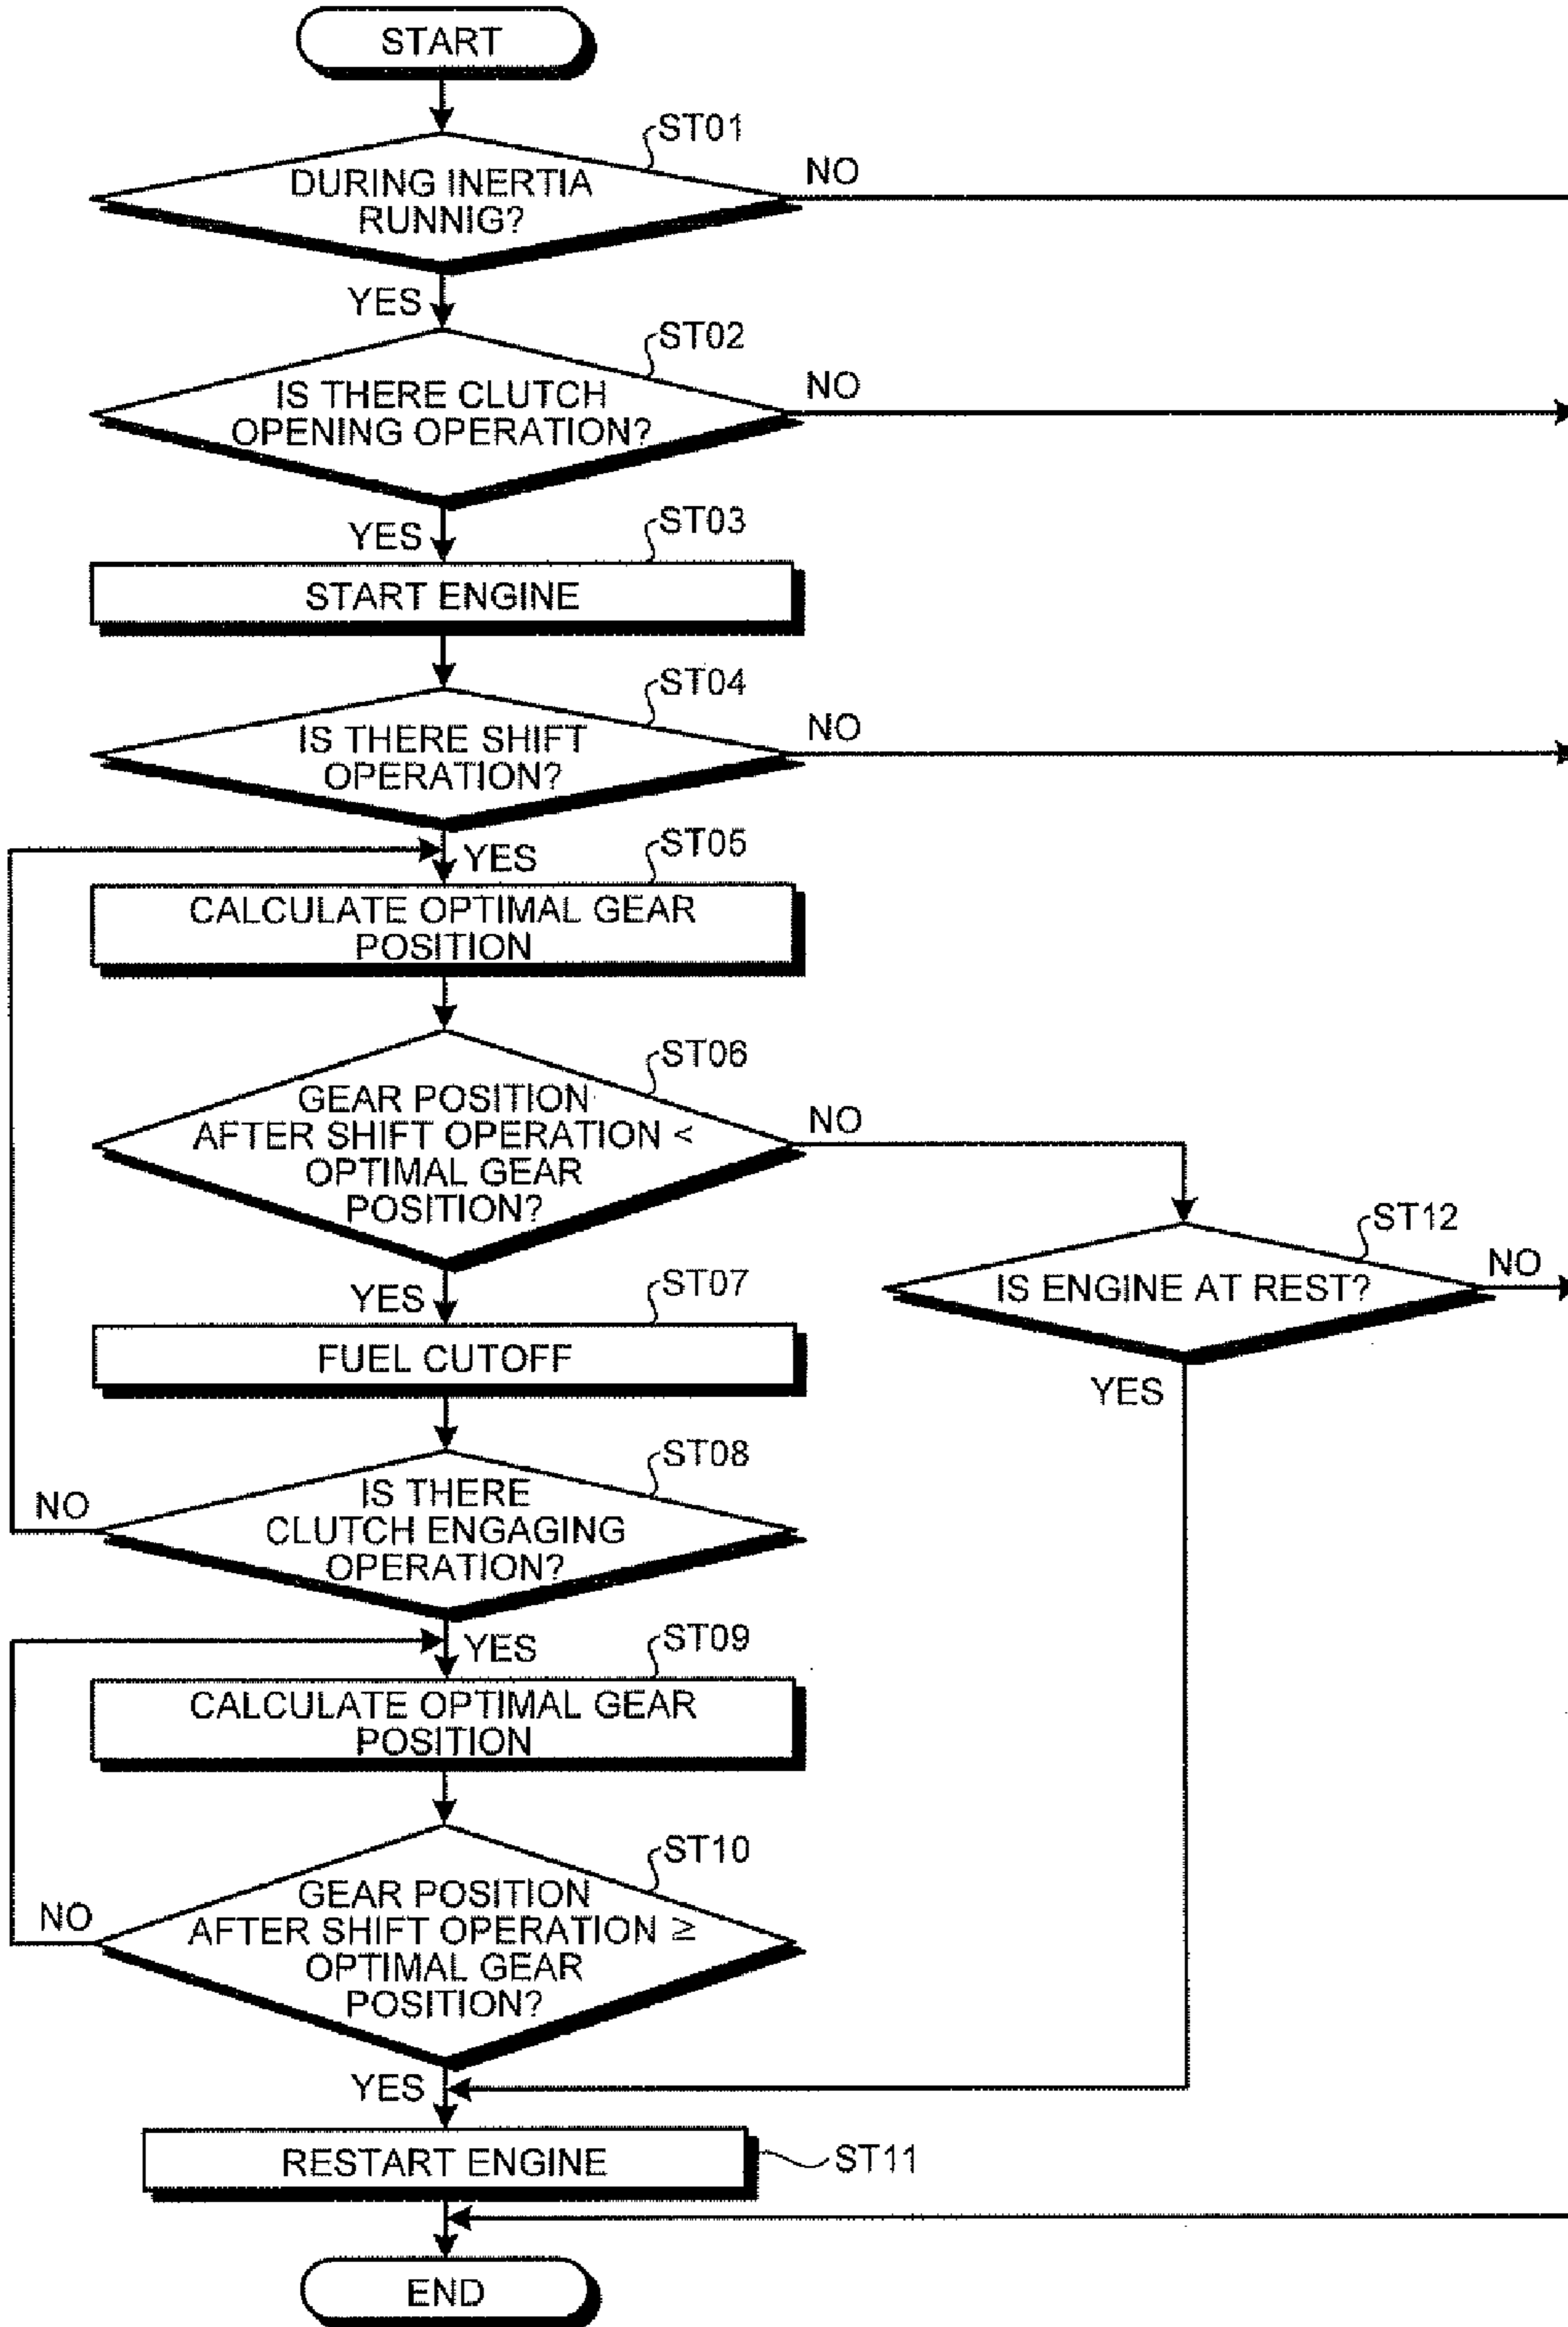 START
ST01
DURING INERTIA
RUNNIG?
NO
YES
ST02
IS THERE CLUTCH
OPENING OPERATION?
NO
YES
ST03
START ENGINE
ST04
IS THERE SHIFT
OPERATION?
NO
YES
ST05
CALCULATE OPTIMAL GEAR
POSITION
ST06
GEAR POSITION
AFTER SHIFT OPERATION <
OPTIMAL GEAR
POSITION?
NO
ST12
IS ENGINE AT REST?
NO
YES
YES
ST07
FUEL CUTOFF
ST08
IS THERE
CLUTCH ENGAGING
OPERATION?
NO
YES
ST09
CALCULATE OPTIMAL GEAR
POSITION
ST10
GEAR POSITION
AFTER SHIFT OPERATION ≥
OPTIMAL GEAR
POSITION?
NO
YES
RESTART ENGINE
ST11
END